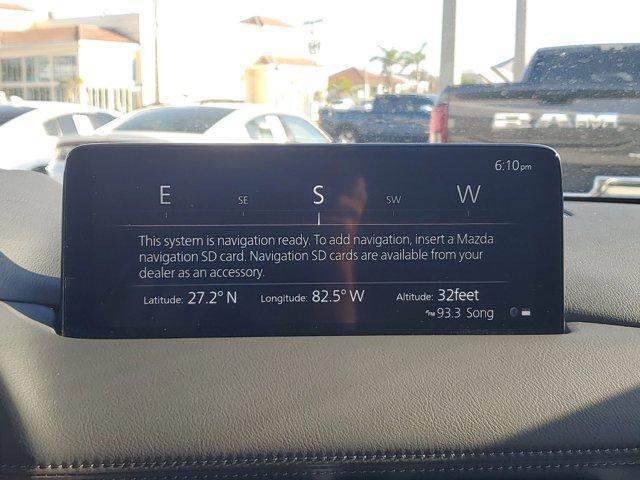 RAM
6:10pm
E SE S SW W
This system is navigation ready. To add navigation, insert a Mazda
navigation SD card. Navigation SD cards are available from your
dealer as an accessory.
Latitude: 27.2° N Longitude: 82.5° W Altitude: 32feet
FM 93.3 Song